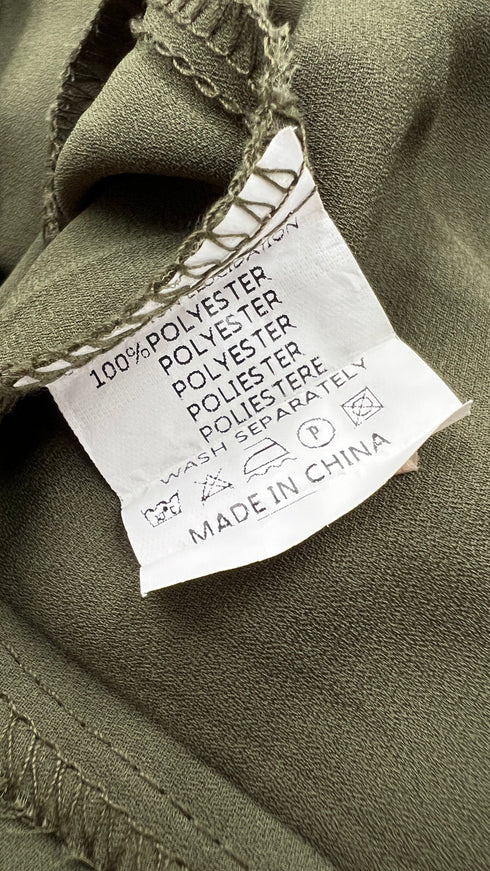 100%POLYESTER
POLYESTER
POLYESTER
POLIESTER
POLIESTERE
WASH SEPARATELY
P
MADE IN CHINA